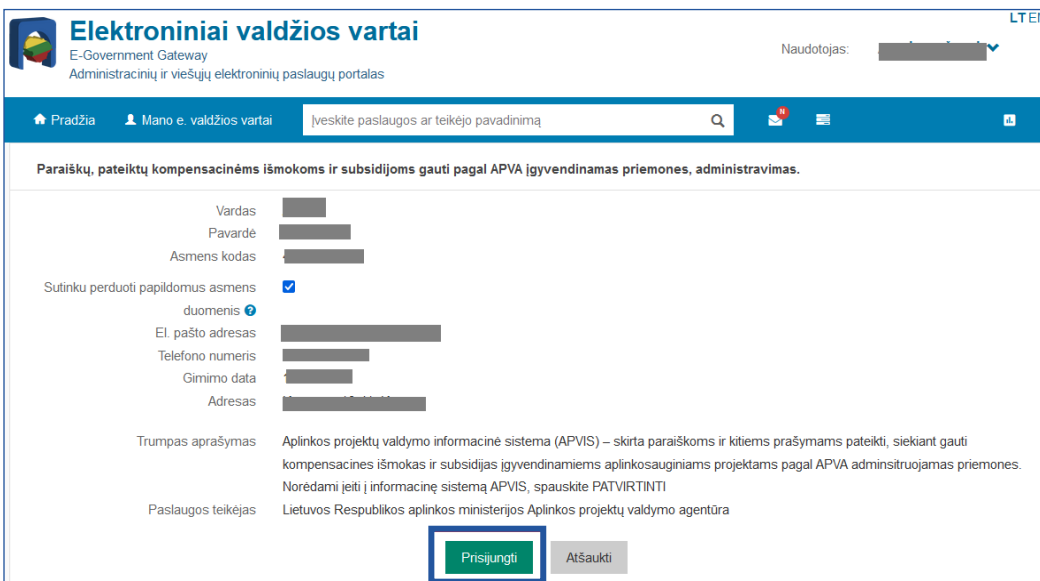 LT EN
Elektroniniai valdžios vartai
E-Government Gateway
Administracinių ir viešųjų elektroninių paslaugų portalas
Naudotojas:
Pradžia Mano e. valdžios vartai Įveskite paslaugos ar teikėjo pavadinimą N
Paraiškų, pateiktų kompensacinėms išmokoms ir subsidijoms gauti pagal APVA įgyvendinamas priemones, administravimas.
Vardas
Pavardė
Asmens kodas
Sutinku perduoti papildomus asmens
duomenis ?
El. pašto adresas
Telefono numeris
Gimimo data
Adresas
Trumpas aprašymas Aplinkos projektų valdymo informacinė sistema (APVIS) – skirta paraiškoms ir kitiems prašymams pateikti, siekiant gauti
kompensacines išmokas ir subsidijas įgyvendinamiems aplinkosauginiams projektams pagal APVA adminsitruojamas priemones.
Norėdami įeiti į informacinę sistemą APVIS, spauskite PATVIRTINTI
Paslaugos teikėjas Lietuvos Respublikos aplinkos ministerijos Aplinkos projektų valdymo agentūra
Prisijungti Atšaukti